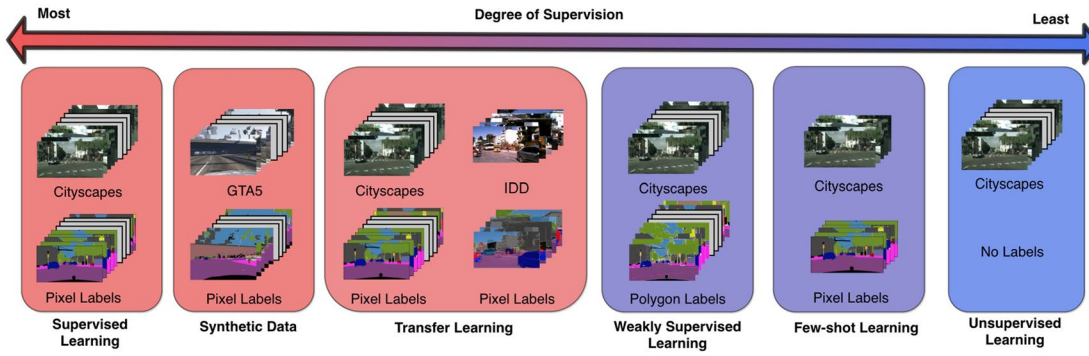 Most
Degree of Supervision
Least
Cityscapes
GTA5
Cityscapes
IDD
Cityscapes
Cityscapes
Cityscapes
Pixel Labels
Pixel Labels
Pixel Labels
Pixel Labels
Polygon Labels
Pixel Labels
No Labels
Supervised
Learning
Synthetic Data
Transfer Learning
Weakly Supervised
Learning
Few-shot Learning
Unsupervised
Learning